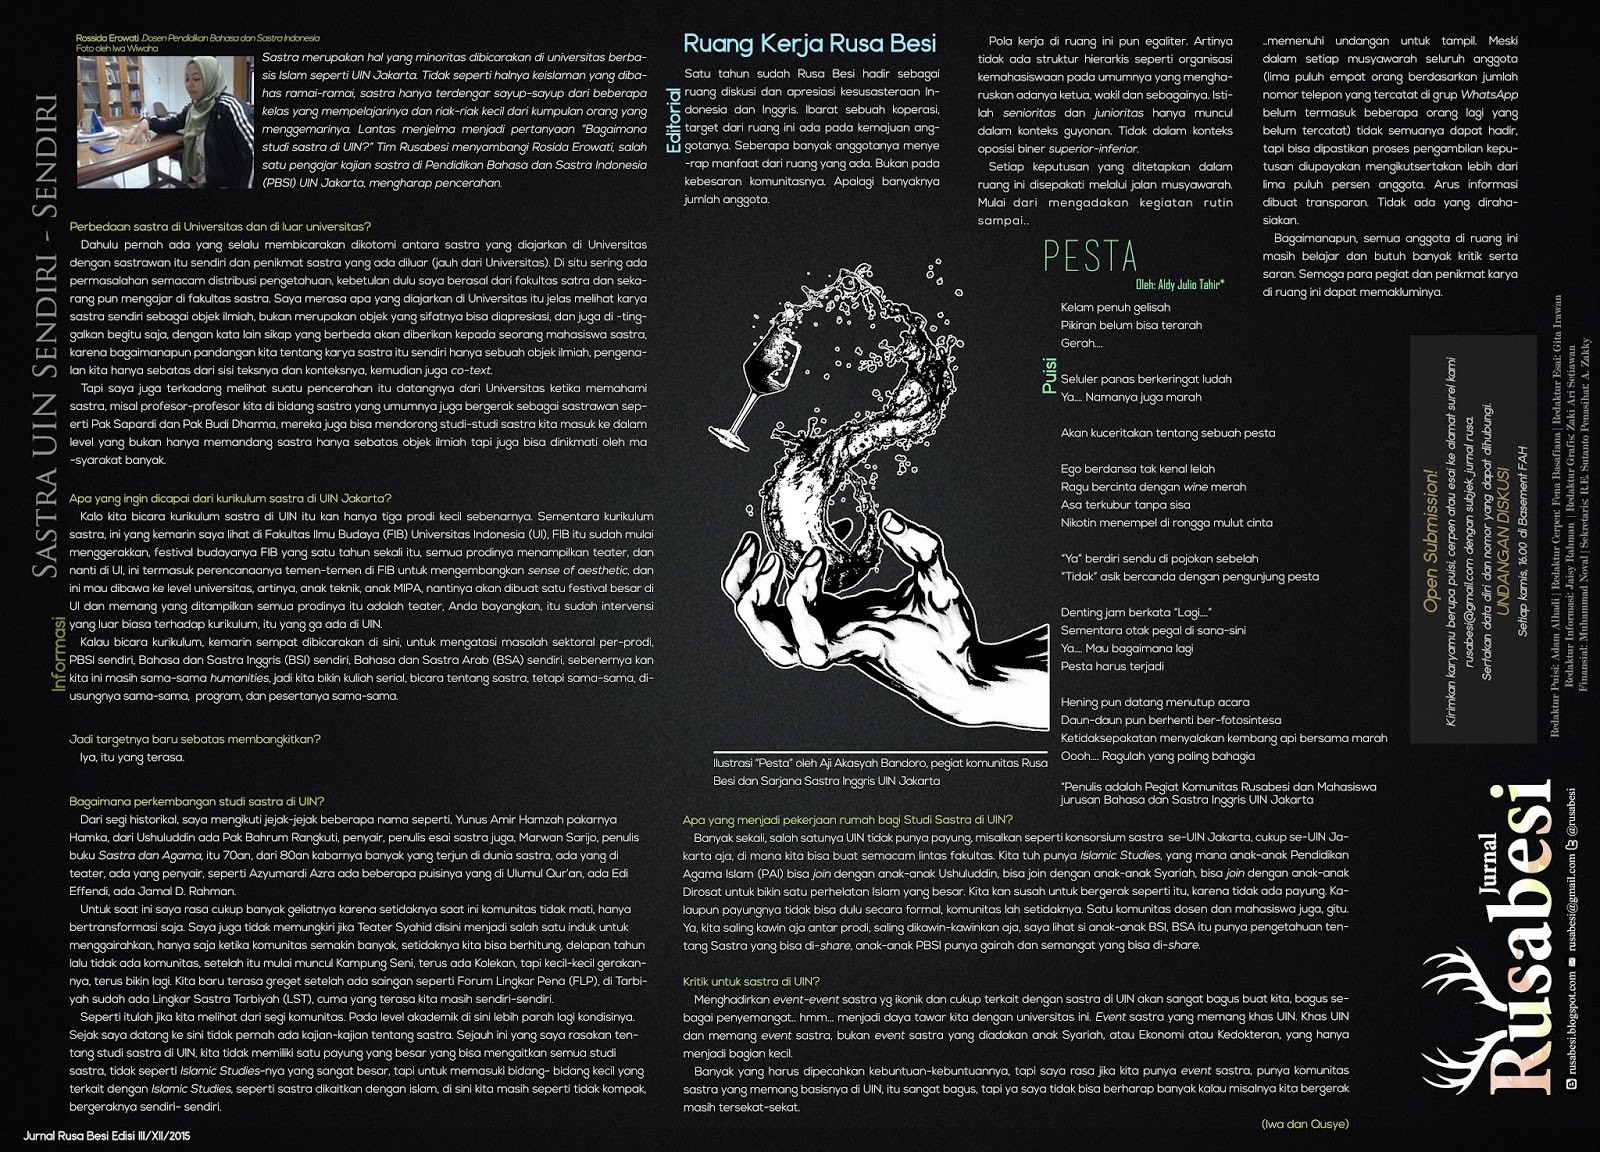 SASTRA UIN SENDIRI - SENDIRI
Rossida Erowati .Dosen Pendidikan Bahasa dan Sastra Indonesia
Foto oleh Iwa Wiwaha
Sastra merupakan hal yang minoritas dibicarakan di universitas berba-
sis Islam seperti UIN Jakarta. Tidak seperti halnya keislaman yang diba-
has ramai-ramai, sastra hanya terdengar sayup-sayup dari beberapa
kelas yang mempelajarinya dan riak-riak kecil dari kumpulan orang yang
menggemarinya. Lantas menjelma menjadi pertanyaan "Bagaimana
studi sastra di UIN?" Tim Rusabesi menyambangi Rosida Erowati, salah
satu pengajar kajian sastra di Pendidikan Bahasa dan Sastra Indonesia
(PBSI) UIN Jakarta, mengharap pencerahan.
Informasi
Perbedaan sastra di Universitas dan di luar universitas?
Dahulu pernah ada yang selalu membicarakan dikotomi antara sastra yang diajarkan di Universitas
dengan sastrawan itu sendiri dan penikmat sastra yang ada diluar (jauh dari Universitas). Di situ sering ada
permasalahan semacam distribusi pengetahuan, kebetulan dulu saya berasal dari fakultas satra dan seka-
rang pun mengajar di fakultas sastra. Saya merasa apa yang diajarkan di Universitas itu jelas melihat karya
sastra sendiri sebagai objek ilmiah, bukan merupakan objek yang sifatnya bisa diapresiasi, dan juga di -ting-
galkan begitu saja, dengan kata lain sikap yang berbeda akan diberikan kepada seorang mahasiswa sastra,
karena bagaimanapun pandangan kita tentang karya sastra itu sendiri hanya sebuah objek ilmiah, pengena-
lan kita hanya sebatas dari sisi teksnya dan konteksnya, kemudian juga co-text.
Tapi saya juga terkadang melihat suatu pencerahan itu datangnya dari Universitas ketika memahami
sastra, misal profesor-profesor kita di bidang sastra yang umumnya juga bergerak sebagai sastrawan sep-
erti Pak Sapardi dan Pak Budi Dharma, mereka juga bisa mendorong studi-studi sastra kita masuk ke dalam
level yang bukan hanya memandang sastra hanya sebatas objek ilmiah tapi juga bisa dinikmati oleh ma
-syarakat banyak.
Apa yang ingin dicapai dari kurikulum sastra di UIN Jakarta?
Kalo kita bicara kurikulum sastra di UIN itu kan hanya tiga prodi kecil sebenarnya. Sementara kurikulum
sastra, ini yang kemarin saya lihat di Fakultas Ilmu Budaya (FIB) Universitas Indonesia (UI), FIB itu sudah mulai
menggerakkan, festival budayanya FIB yang satu tahun sekali itu, semua prodinya menampilkan teater, dan
nanti di UI, ini termasuk perencanaanya temen-temen di FIB untuk mengembangkan sense of aesthetic, dan
ini mau dibawa ke level universitas, artinya, anak teknik, anak MIPA, nantinya akan dibuat satu festival besar di
UI dan memang yang ditampilkan semua prodinya itu adalah teater, Anda bayangkan, itu sudah intervensi
yang luar biasa terhadap kurikulum, itu yang ga ada di UIN.
Kalau bicara kurikulum, kemarin sempat dibicarakan di sini, untuk mengatasi masalah sektoral per-prodi,
PBSI sendiri, Bahasa dan Sastra Inggris (BSI) sendiri, Bahasa dan Sastra Arab (BSA) sendiri, sebenernya kan
kita ini masih sama-sama humanities, jadi kita bikin kuliah serial, bicara tentang sastra, tetapi sama-sama, di-
usungnya sama-sama, program, dan pesertanya sama-sama.
Jadi targetnya baru sebatas membangkitkan?
Iya, itu yang terasa.
Bagaimana perkembangan studi sastra di UIN?
Dari segi historikal, saya mengikuti jejak-jejak beberapa nama seperti, Yunus Amir Hamzah pakarnya
Hamka, dari Ushuluddin ada Pak Bahrum Rangkuti, penyair, penulis esai sastra juga, Marwan Sarijo, penulis
buku Sastra dan Agama, itu 70an, dari 80an kabarnya banyak yang terjun di dunia sastra, ada yang di
teater, ada yang penyair, seperti Azyumardi Azra ada beberapa puisinya yang di Ulumul Qur'an, ada Edi
Effendi, ada Jamal D. Rahman.
Untuk saat ini saya rasa cukup banyak geliatnya karena setidaknya saat ini komunitas tidak mati, hanya
bertransformasi saja. Saya juga tidak memungkiri jika Teater Syahid disini menjadi salah satu induk untuk
menggairahkan, hanya saja ketika komunitas semakin banyak, setidaknya kita bisa berhitung, delapan tahun
lalu tidak ada komunitas, setelah itu mulai muncul Kampung Seni, terus ada Kolekan, tapi kecil-kecil gerakan-
nya, terus bikin lagi. Kita baru terasa greget setelah ada saingan seperti Forum Lingkar Pena (FLP), di Tarbi-
yah sudah ada Lingkar Sastra Tarbiyah (LST), cuma yang terasa kita masih sendiri-sendiri.
Seperti itulah jika kita melihat dari segi komunitas. Pada level akademik di sini lebih parah lagi kondisinya.
Sejak saya datang ke sini tidak pernah ada kajian-kajian tentang sastra. Sejauh ini yang saya rasakan ten-
tang studi sastra di UIN, kita tidak memiliki satu payung yang besar yang bisa mengaitkan semua studi
sastra, tidak seperti Islamic Studies-nya yang sangat besar, tapi untuk memasuki bidang- bidang kecil yang
terkait dengan Islamic Studies, seperti sastra dikaitkan dengan islam, di sini kita masih seperti tidak kompak,
bergeraknya sendiri- sendiri.
Jurnal Rusa Besi Edisi III/XII/2015
Editorial
Ruang Kerja Rusa Besi
Satu tahun sudah Rusa Besi hadir sebagai
ruang diskusi dan apresiasi kesusasteraan In-
donesia dan Inggris. Ibarat sebuah koperasi,
target dari ruang ini ada pada kemajuan ang-
gotanya. Seberapa banyak anggotanya menye
-rap manfaat dari ruang yang ada. Bukan pada
kebesaran komunitasnya. Apalagi banyaknya
jumlah anggota.
Pola kerja di ruang ini pun egaliter. Artinya
tidak ada struktur hierarkis seperti organisasi
kemahasiswaan pada umumnya yang mengha-
ruskan adanya ketua, wakil dan sebagainya. Isti-
lah senioritas dan junioritas hanya muncul
dalam konteks guyonan. Tidak dalam konteks
oposisi biner superior-inferior.
Setiap keputusan yang ditetapkan dalam
ruang ini disepakati melalui jalan musyawarah.
Mulai dari mengadakan kegiatan rutin
sampai..
..memenuhi undangan untuk tampil. Meski
dalam setiap musyawarah seluruh anggota
(lima puluh empat orang berdasarkan jumlah
nomor telepon yang tercatat di grup WhatsApp
belum termasuk beberapa orang lagi yang
belum tercatat) tidak semuanya dapat hadir,
tapi bisa dipastikan proses pengambilan kepu-
tusan diupayakan mengikutsertakan lebih dari
lima puluh persen anggota. Arus informasi
dibuat transparan. Tidak ada yang diraha-
siakan.
Bagaimanapun, semua anggota di ruang ini
masih belajar dan butuh banyak kritik serta
saran. Semoga para pegiat dan penikmat karya
di ruang ini dapat memakluminya.
Puisi
PESTA
Oleh: Aldy Julio Tahir*
Kelam penuh gelisah
Pikiran belum bisa terarah
Gerah....
Seluler panas berkeringat ludah
Ya.... Namanya juga marah
Akan kuceritakan tentang sebuah pesta
Ego berdansa tak kenal lelah
Ragu bercinta dengan wine merah
Asa terkubur tanpa sisa
Nikotin menempel di rongga mulut cinta
"Ya" berdiri sendu di pojokan sebelah
"Tidak" asik bercanda dengan pengunjung pesta
Denting jam berkata "Lagi...."
Sementara otak pegal di sana-sini
Ya.... Mau bagaimana lagi
Pesta harus terjadi
Hening pun datang menutup acara
Daun-daun pun berhenti ber-fotosintesa
Ketidaksepakatan menyalakan kembang api bersama marah
Oooh.... Ragulah yang paling bahagia
*Penulis adalah Pegiat Komunitas Rusabesi dan Mahasiswa
jurusan Bahasa dan Sastra Inggris UIN Jakarta
Ilustrasi "Pesta" oleh Aji Akasyah Bandoro, pegiat komunitas Rusa
Besi dan Sarjana Sastra Inggris UIN Jakarta
Apa yang menjadi pekerjaan rumah bagi Studi Sastra di UIN?
Banyak sekali, salah satunya UIN tidak punya payung, misalkan seperti konsorsium sastra se-UIN Jakarta, cukup se-UIN Ja-
karta aja, di mana kita bisa buat semacam lintas fakultas. Kita tuh punya Islamic Studies, yang mana anak-anak Pendidikan
Agama Islam (PAI) bisa join dengan anak-anak Ushuluddin, bisa join dengan anak-anak Syariah, bisa join dengan anak-anak
Dirosat untuk bikin satu perhelatan Islam yang besar. Kita kan susah untuk bergerak seperti itu, karena tidak ada payung. Ka-
laupun payungnya tidak bisa dulu secara formal, komunitas lah setidaknya. Satu komunitas dosen dan mahasiswa juga, gitu.
Ya, kita saling kawin aja antar prodi, saling dikawin-kawinkan aja, saya lihat si anak-anak BSI, BSA itu punya pengetahuan ten-
tang Sastra yang bisa di-share, anak-anak PBSI punya gairah dan semangat yang bisa di-share.
Kritik untuk sastra di UIN?
Menghadirkan event-event sastra yg ikonik dan cukup terkait dengan sastra di UIN akan sangat bagus buat kita, bagus se-
bagai penyemangat.. hmm... menjadi daya tawar kita dengan universitas ini. Event sastra yang memang khas UIN. Khas UIN
dan memang event sastra, bukan event sastra yang diadakan anak Syariah, atau Ekonomi atau Kedokteran, yang hanya
menjadi bagian kecil.
Banyak yang harus dipecahkan kebuntuan-kebuntuannya, tapi saya rasa jika kita punya event sastra, punya komunitas
sastra yang memang basisnya di UIN, itu sangat bagus, tapi ya saya tidak bisa berharap banyak kalau misalnya kita bergerak
masih tersekat-sekat.
(Iwa dan Qusye)
Open Submission!
Kirimkan karyamu berupa puisi, cerpen atau esai ke alamat surel kami
rusabesi@gmail.com dengan subjek jurnal rusa.
Sertakan data diri dan nomor yang dapat dihubungi.
UNDANGAN DISKUSI
Setiap kamis, 16.00 di Basement FAH
Redaktur Puisi: Adam Alhadi | Redaktur Cerpen: Fena Basafiana | Redaktur Esai: Gita Irawan
Redaktur Informasi: Jaisy Rahman | Redaktur Grafis: Zaki Ari Setiawan
Finansial: Muhammad Noval | Sekretaris: R.E. Sutanto Penasihat: A. Zakky
Jurnal
Rusabesi
rusabesi.blogspot.com rusabesi@gmail.com @rusabesi